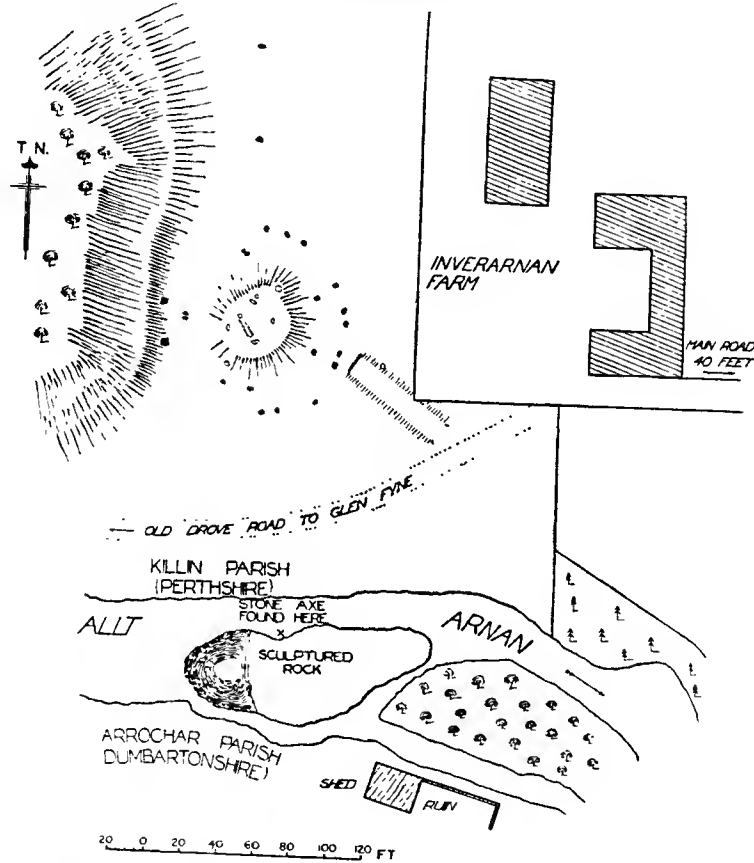 T N.
INVERARNAN
FARM
MAIN ROAD
40 FEET
OLD DROVE ROAD TO GLEN FYNE
KILLIN PARISH
(PERTHSHIRE)
STONE AXE
FOUND HERE
X
ALLT
ARNAN
SCULPTURED
ROCK
ARROCHAR PARISH
DUMBARTONSHIRE)
SHED
RUIN
20 0 20 40 60 80 100 120 FT